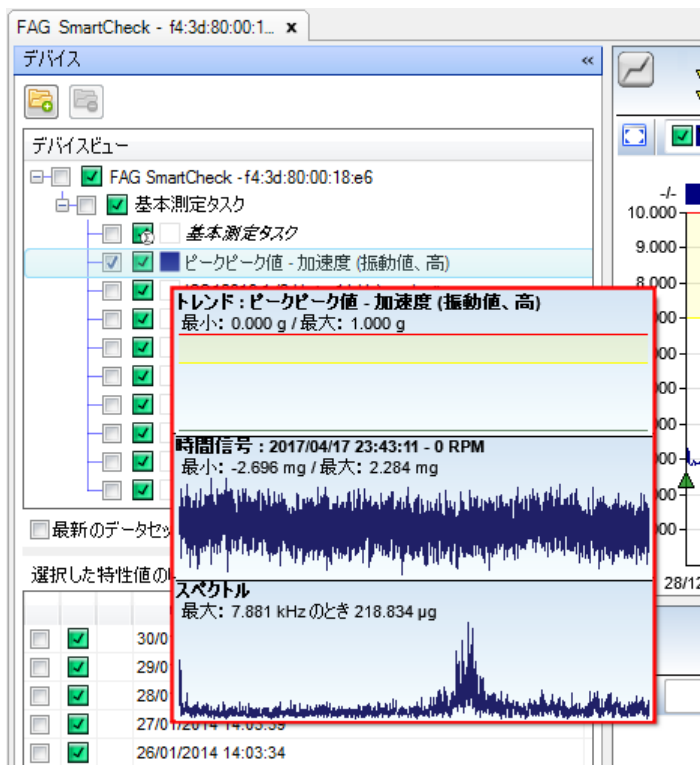 FAG SmartCheck - f4:3d:80:00:1... x
デバイス
«
デバイスビュー
FAG SmartCheck -f4:3d:80:00:18:e6
基本測定タスク
基本測定タスク
ピークピーク値 - 加速度 (振動値、高)
トレンド : ピークピーク値 - 加速度 (振動値、高)
最小: 0.000 g / 最大: 1.000 g
時間信号 : 2017/04/17 23:43:11 - 0 RPM
最小: -2.696 mg / 最大: 2.284 mg
スペクトル
最大: 7.881 kHz のとき 218.834 µg
最新のデータセッ
選択した特性値の
30/0
29/0
28/0
27/01/2014 14:03:39
26/01/2014 14:03:34
-/-
10.000
9.000
8.000
28/12